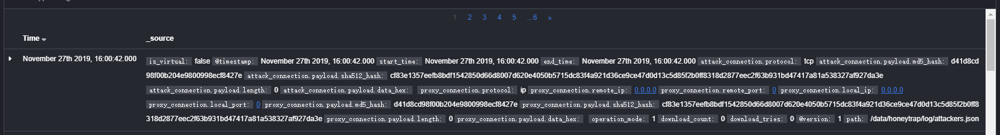 1 2 3 4 5 ...6 »
Time _source
November 27th 2019, 16:00:42.000 is_virtual: false @timestamp: November 27th 2019, 16:00:42.000 start_time: November 27th 2019, 16:00:42.000 end_time: November 27th 2019, 16:00:42.000 attack_connection.protocol: tcp attack_connection.payload.md5_hash: d41d8cd
98f00b204e9800998ecf8427e attack_connection.payload.sha512_hash: cf83e1357eefb8bdf1542850d66d8007d620e4050b5715dc83f4a921d36ce9ce47d0d13c5d85f2b0ff8318d2877eec2f63b931bd47417a81a538327af927da3e
attack_connection.payload.length: 0 attack_connection.payload.data_hex: proxy_connection.protocol: ip proxy_connection.remote_ip: 0.0.0.0 proxy_connection.remote_port: 0 proxy_connection.local_ip: 0.0.0.0
proxy_connection.local_port: 0 proxy_connection.payload.md5_hash: d41d8cd98f00b204e9800998ecf8427e proxy_connection.payload.sha512_hash: cf83e1357eefb8bdf1542850d66d8007d620e4050b5715dc83f4a921d36ce9ce47d0d13c5d85f2b0ff8
318d2877eec2f63b931bd47417a81a538327af927da3e proxy_connection.payload.length: 0 proxy_connection.payload.data_hex: operation_mode: 1 download_count: 0 download_tries: 0 @version: 1 path: /data/honeytrap/log/attackers.json